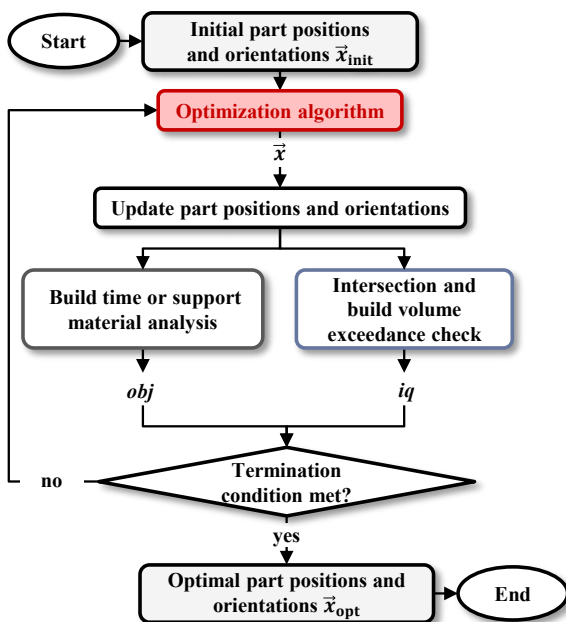 Start
Initial part positions
and orientations x⃗init
Optimization algorithm
x⃗
Update part positions and orientations
Build time or support
material analysis
Intersection and
build volume
exceedance check
obj
iq
Termination
condition met?
no
yes
Optimal part positions and
orientations x⃗opt
End